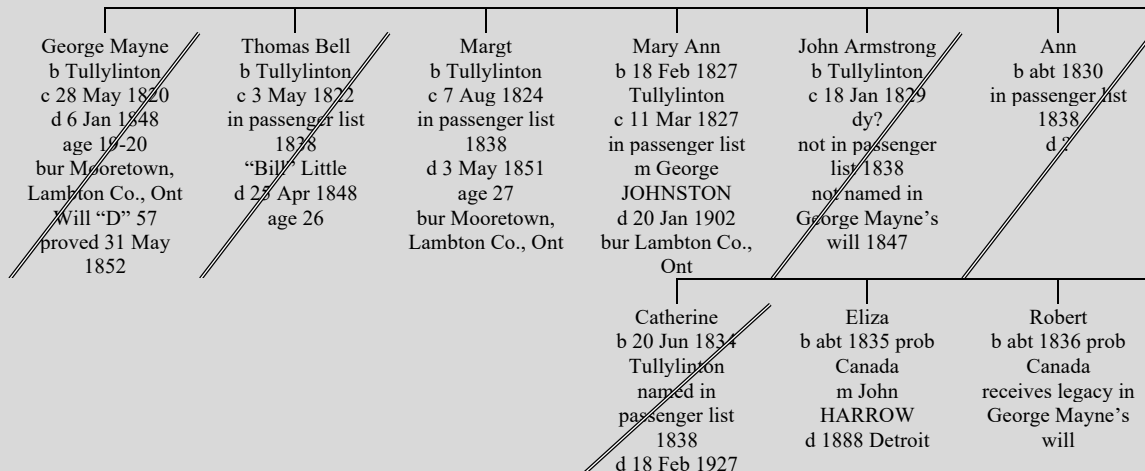 George Mayne
b Tullylinton
c 28 May 1820
d 6 Jan 1848
age 19-20
bur Mooretown,
Lambton Co., Ont
Will “D” 57
proved 31 May
1852
Thomas Bell
b Tullylinton
c 3 May 1822
in passenger list
1838
“Bill” Little
d 25 Apr 1848
age 26
Margt
b Tullylinton
c 7 Aug 1824
in passenger list
1838
d 3 May 1851
age 27
bur Mooretown,
Lambton Co., Ont
Mary Ann
b 18 Feb 1827
Tullylinton
c 11 Mar 1827
in passenger list
m George
JOHNSTON
d 20 Jan 1902
bur Lambton Co.,
Ont
John Armstrong
b Tullylinton
c 18 Jan 1829
dy?
not in passenger
list 1838
not named in
George Mayne’s
will 1847
Ann
b abt 1830
in passenger list
1838
d ?
Catherine
b 20 Jun 1834
Tullylinton
named in
passenger list
1838
d 18 Feb 1927
Eliza
b abt 1835 prob
Canada
m John
HARROW
d 1888 Detroit
Robert
b abt 1836 prob
Canada
receives legacy in
George Mayne’s
will